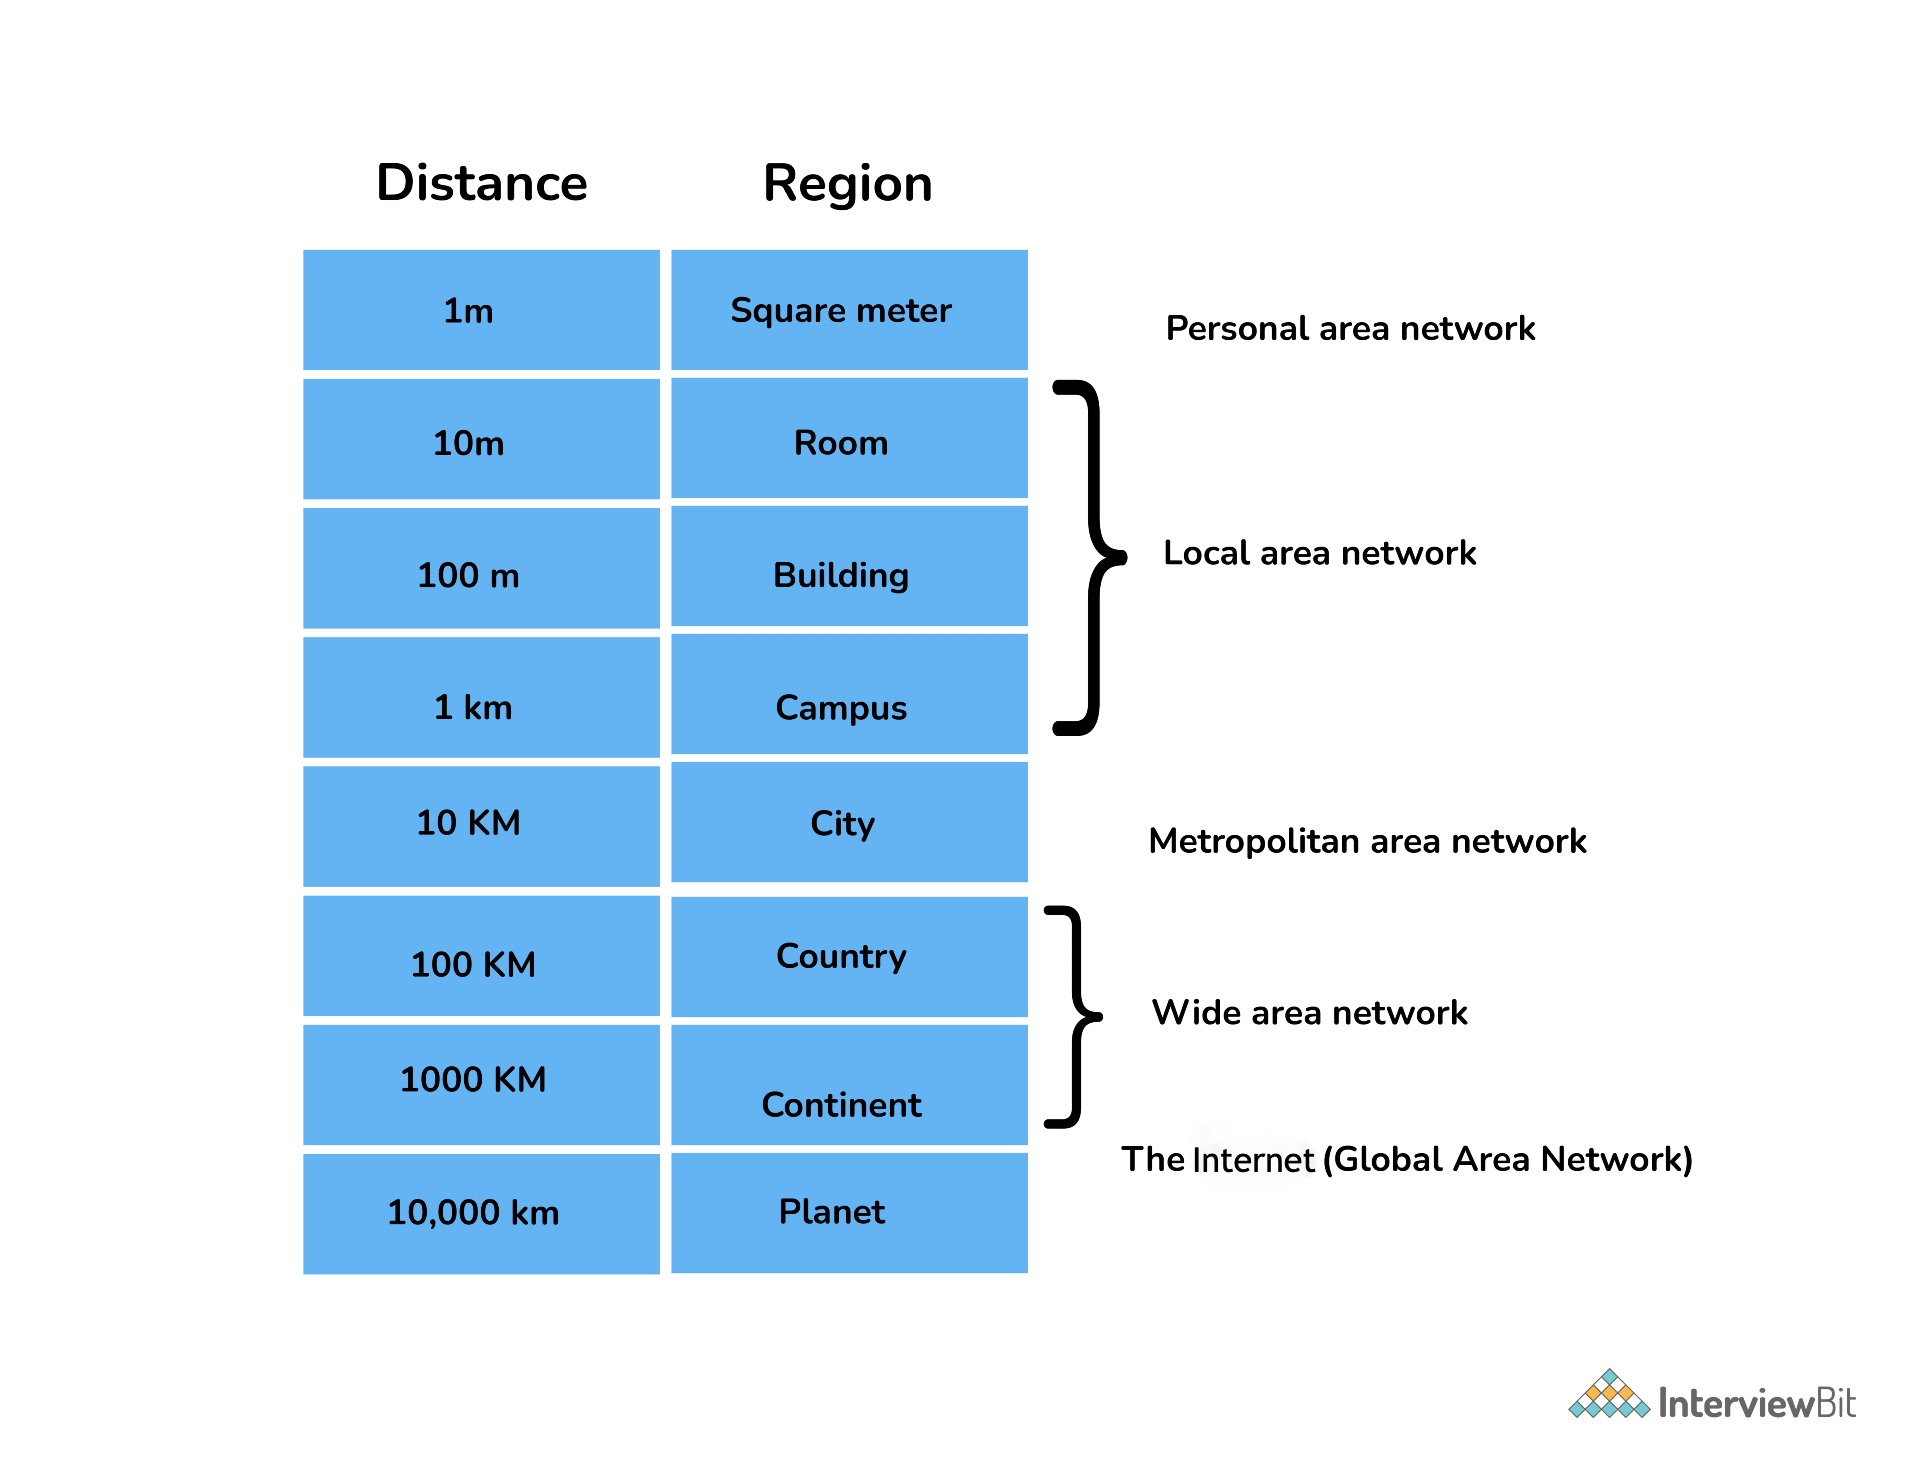 Distance Region
1m Square meter Personal area network
10m Room
100 m Building Local area network
1 km Campus
10 KM City Metropolitan area network
100 KM Country
Wide area network
1000 KM Continent
The Internet (Global Area Network)
10,000 km Planet
InterviewBit